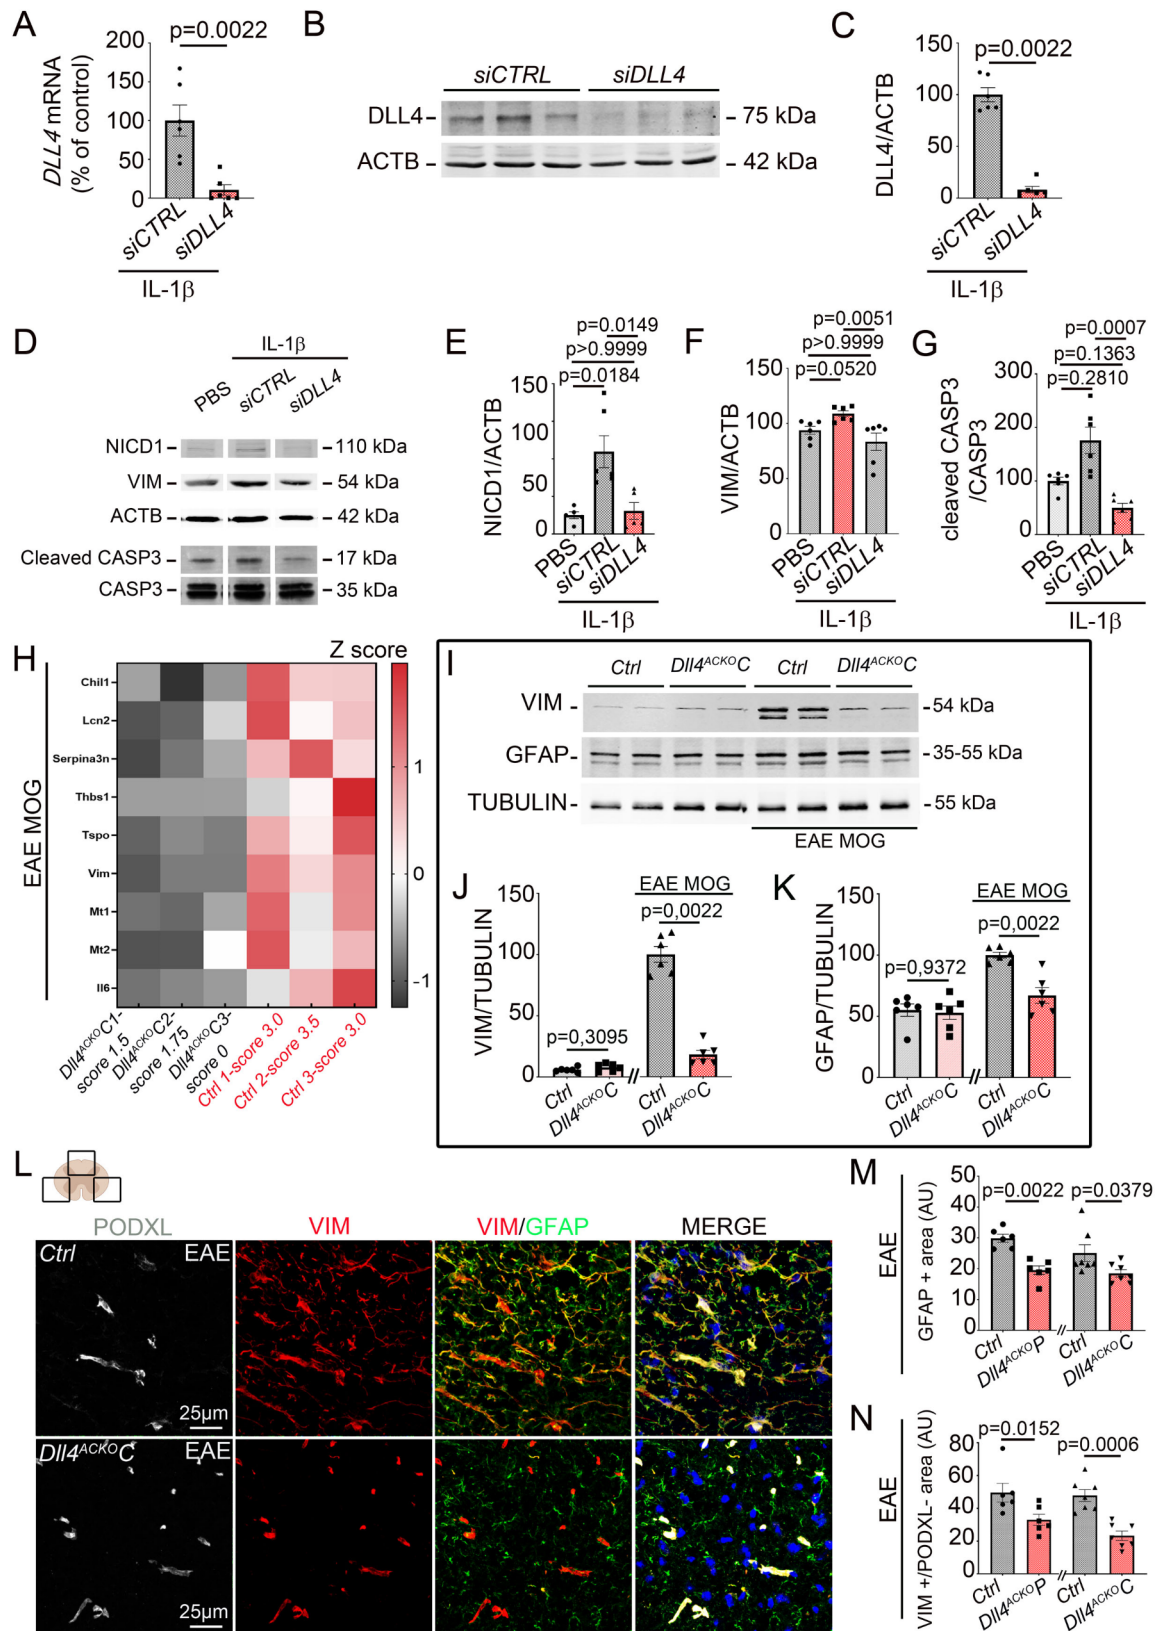 A
DLL4 mRNA
(% of control)
200
150
100
50
0
p=0.0022
siCTRL
siDLL4
IL-1β
B
siCTRL
siDLL4
DLL4
- 75 kDa
ACTB
- 42 kDa
C
DLL4/ACTB
150
100
50
0
p=0.0022
siCTRL
siDLL4
IL-1β
D
IL-1β
PBS
siCTRL
siDLL4
NICD1
- 110 kDa
VIM
- 54 kDa
ACTB
- 42 kDa
Cleaved CASP3
- 17 kDa
CASP3
- 35 kDa
E
NICD1/ACTB
p=0.0149
p>0.9999
p=0.0184
150
100
50
0
PBS
siCTRL
siDLL4
IL-1β
F
VIM/ACTB
p=0.0051
p>0.9999
p=0.0520
150
100
50
0
PBS
siCTRL
siDLL4
IL-1β
G
cleaved CASP3
/CASP3
p=0.0007
p=0.1363
p=0.2810
300
200
100
0
PBS
siCTRL
siDLL4
IL-1β
H
Z score
EAE MOG
Chil1
Lcn2
Serpina3n
Thbs1
Tspo
Vim
Mt1
Mt2
Il6
1
0
-1
Dll4ACKOC1-
score 1.5
Dll4ACKOC2-
score 1.75
Dll4ACKOC3-
score 0
Ctrl 1-score 3.0
Ctrl 2-score 3.5
Ctrl 3-score 3.0
I
Ctrl
Dll4ACKOC
Ctrl
Dll4ACKOC
VIM
-54 kDa
GFAP
-35-55 kDa
TUBULIN
- 55 kDa
EAE MOG
J
VIM/TUBULIN
150
100
50
0
EAE MOG
p=0,0022
p=0,3095
Ctrl
Dll4ACKOC
Ctrl
Dll4ACKOC
K
GFAP/TUBULIN
150
100
50
0
EAE MOG
p=0,0022
p=0,9372
Ctrl
Dll4ACKOC
Ctrl
Dll4ACKOC
L
PODXL
VIM
VIM/GFAP
MERGE
Ctrl
EAE
25µm
Dll4ACKOC
EAE
25µm
M
EAE
GFAP + area (AU)
50
40
30
20
10
0
p=0.0022
p=0.0379
Ctrl
Dll4ACKOP
Ctrl
Dll4ACKOC
N
EAE
VIM +/PODXL- area (AU)
80
60
40
20
0
p=0.0152
p=0.0006
Ctrl
Dll4ACKOP
Ctrl
Dll4ACKOC